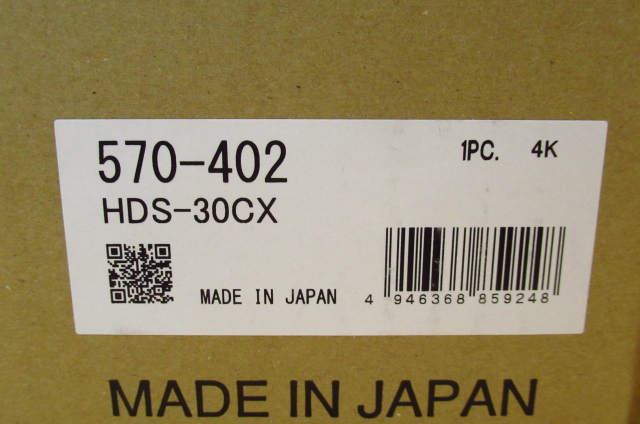 570-402 1PC. 4K
HDS-30CX
MADE IN JAPAN 4 946368 859248
MADE IN JAPAN